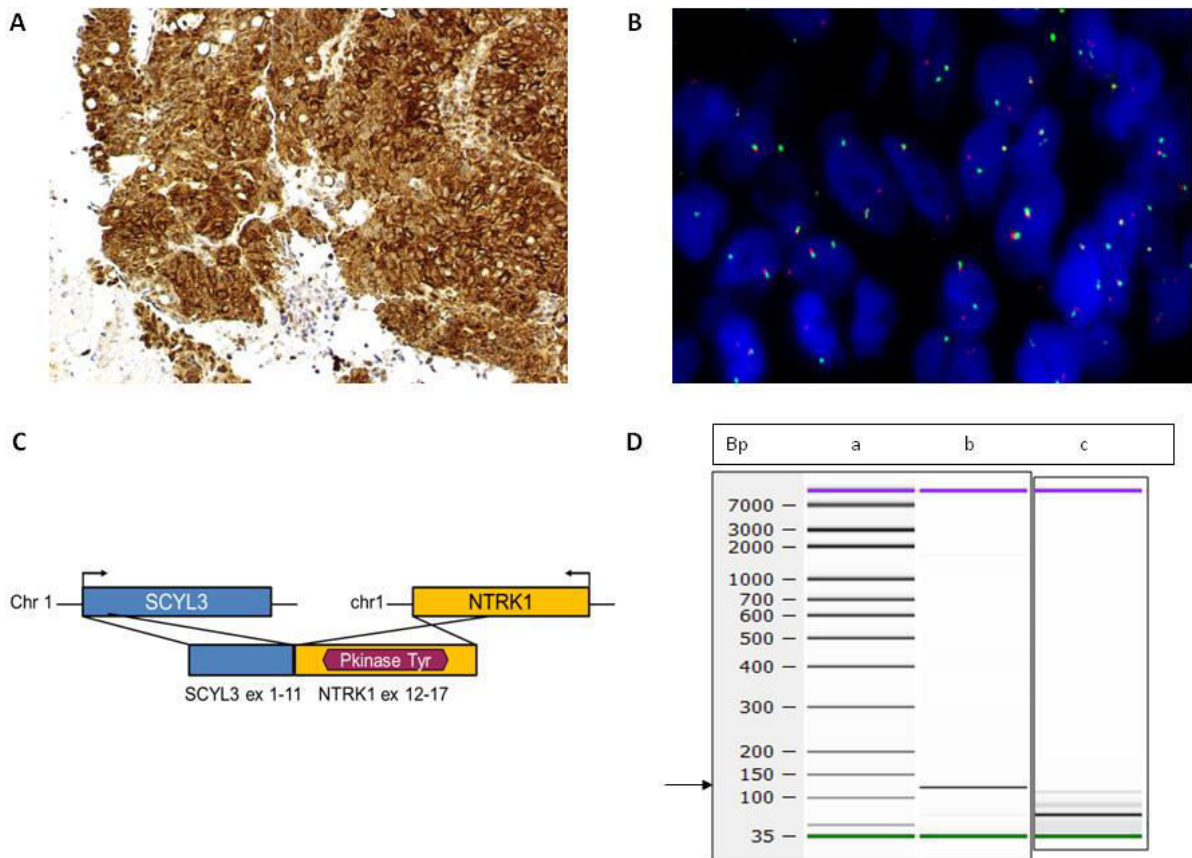 A
B
C
Chr 1
SCYL3
chr1
NTRK1
Pkinase Tyr
SCYL3 ex 1-11
NTRK1 ex 12-17
D
Bp a b c
7000
3000
2000
1000
700
600
500
400
300
200
150
100
35